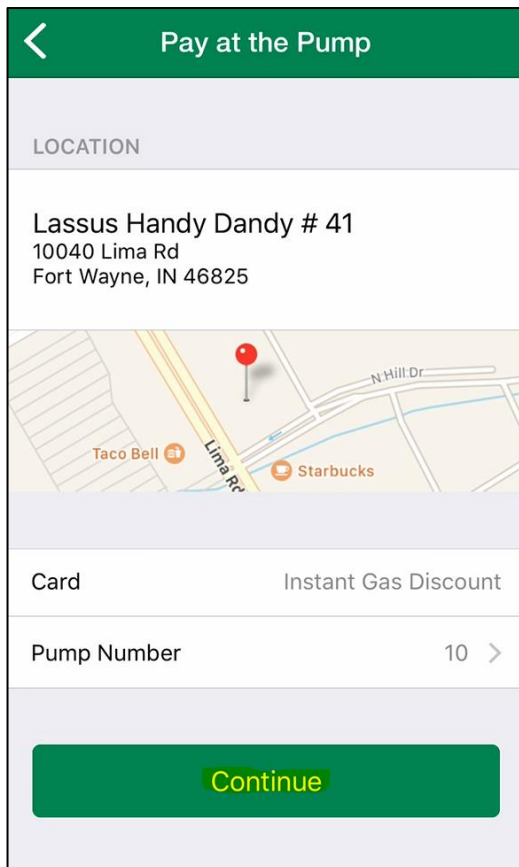 Pay at the Pump
LOCATION
Lassus Handy Dandy # 41
10040 Lima Rd
Fort Wayne, IN 46825
N Hill Dr
Taco Bell
Lima Rd
Starbucks
Card Instant Gas Discount
Pump Number 10
Continue